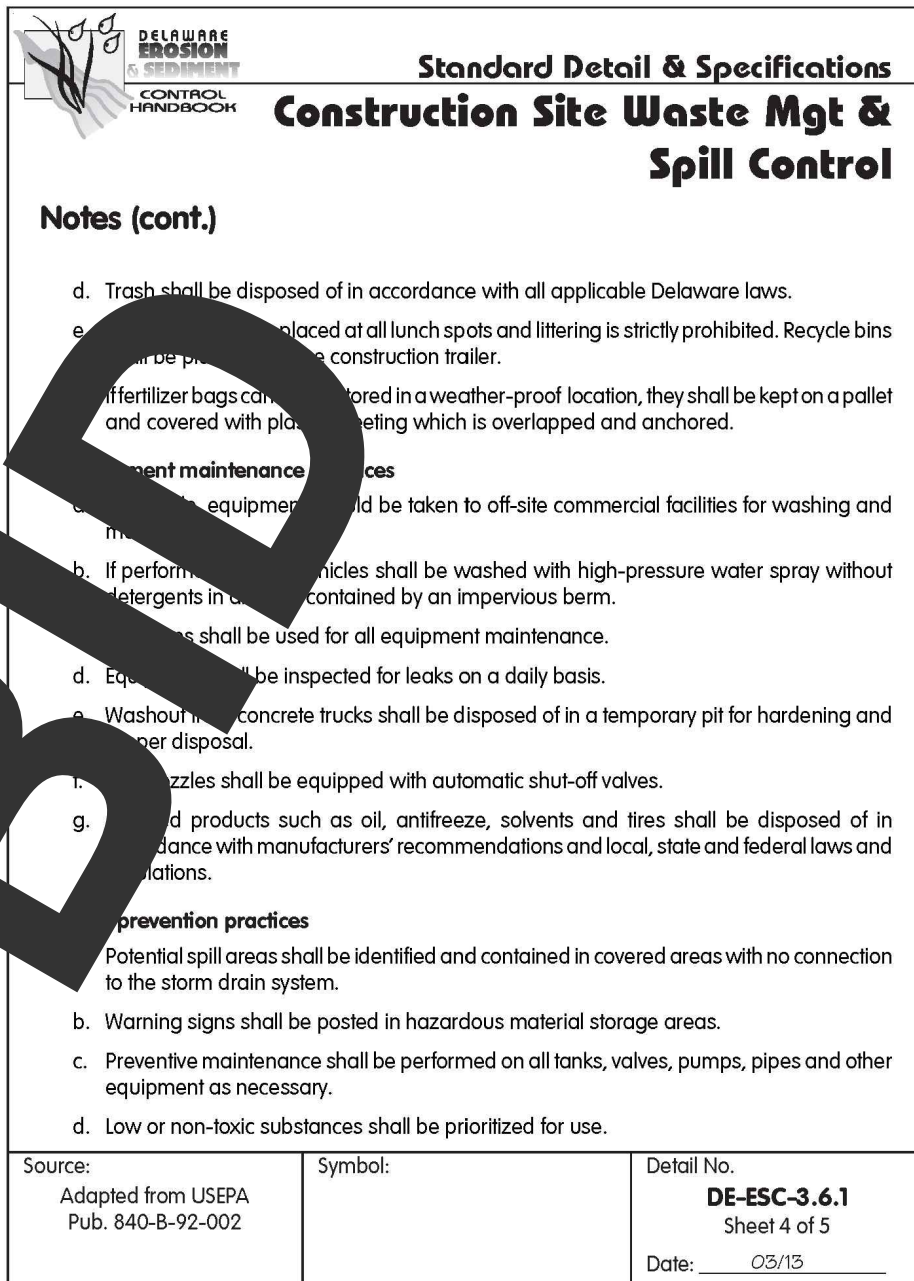 DELAWARE
EROSION
& SEDIMENT
CONTROL
HANDBOOK
Standard Detail & Specifications
Construction Site Waste Mgt &
Spill Control
Notes (cont.)
d. Trash shall be disposed of in accordance with all applicable Delaware laws.
e placed at all lunch spots and littering is strictly prohibited. Recycle bins
be construction trailer.
If fertilizer bags stored in a weather-proof location, they shall be kept on a pallet
and covered with which is overlapped and anchored.
maintenance
equipment be taken to off-site commercial facilities for washing and
b. If vehicles shall be washed with high-pressure water spray without
detergents in contained by an impervious berm.
shall be used for all equipment maintenance.
d. be inspected for leaks on a daily basis.
e. Washout concrete trucks shall be disposed of in a temporary pit for hardening and
disposal.
f. shall be equipped with automatic shut-off valves.
g. products such as oil, antifreeze, solvents and tires shall be disposed of in
with manufacturers' recommendations and local, state and federal laws and
prevention practices
Potential spill areas shall be identified and contained in covered areas with no connection
to the storm drain system.
b. Warning signs shall be posted in hazardous material storage areas.
c. Preventive maintenance shall be performed on all tanks, valves, pumps, pipes and other
equipment as necessary.
d. Low or non-toxic substances shall be prioritized for use.
BID
Source:
Adapted from USEPA
Pub. 840-B-92-002
Symbol:
Detail No.
DE-ESC-3.6.1
Sheet 4 of 5
Date: 03/13